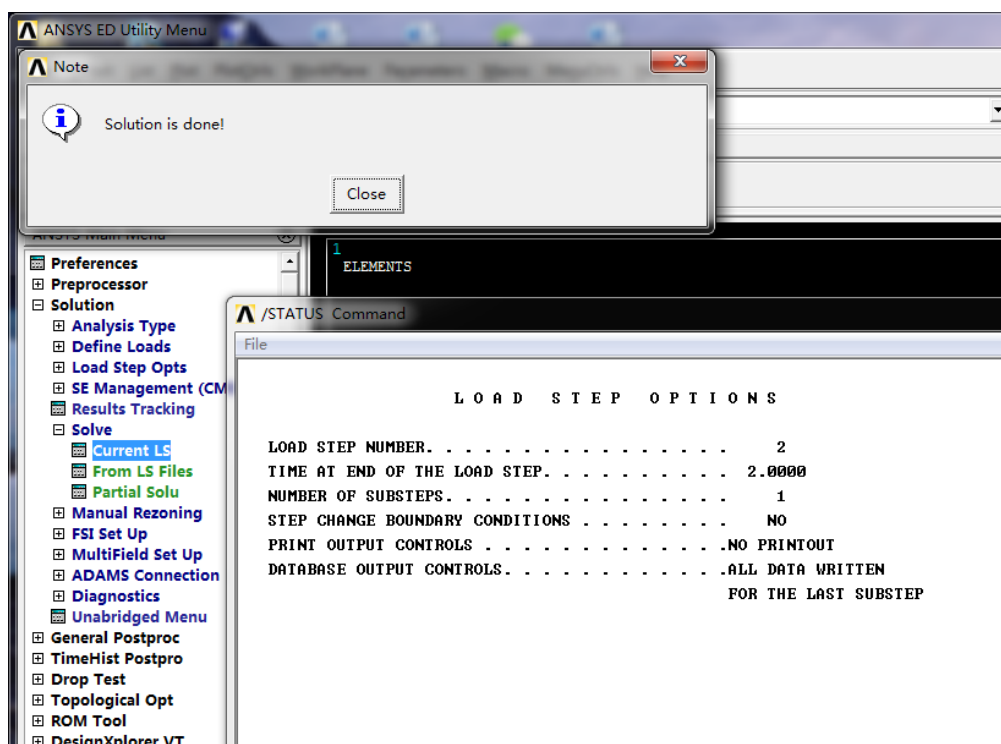 ANSYS ED Utility Menu
Note
Solution is done!
Close
ANSYS Main Menu
Preferences
Preprocessor
Solution
Analysis Type
Define Loads
Load Step Opts
SE Management (CM
Results Tracking
Solve
Current LS
From LS Files
Partial Solu
Manual Rezoning
FSI Set Up
MultiField Set Up
ADAMS Connection
Diagnostics
Unabridged Menu
General Postproc
TimeHist Postpro
Drop Test
Topological Opt
ROM Tool
DesignXplorer VT
1
ELEMENTS
/STATUS Command
File
L O A D   S T E P   O P T I O N S
LOAD STEP NUMBER. . . . . . . . . . . . . . . . 2
TIME AT END OF THE LOAD STEP. . . . . . . . . . 2.0000
NUMBER OF SUBSTEPS. . . . . . . . . . . . . . . 1
STEP CHANGE BOUNDARY CONDITIONS . . . . . . . . NO
PRINT OUTPUT CONTROLS . . . . . . . . . . . . .NO PRINTOUT
DATABASE OUTPUT CONTROLS. . . . . . . . . . . .ALL DATA WRITTEN
FOR THE LAST SUBSTEP